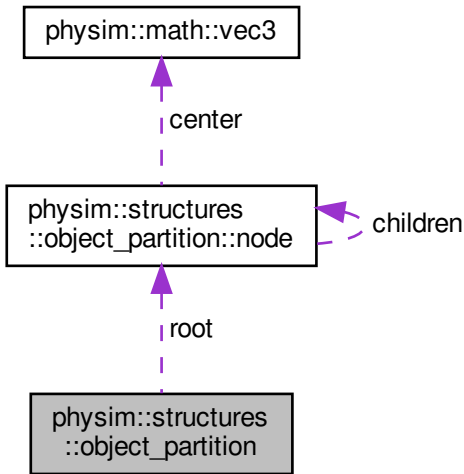 physim::math::vec3
center
physim::structures
::object_partition::node
children
root
physim::structures
::object_partition